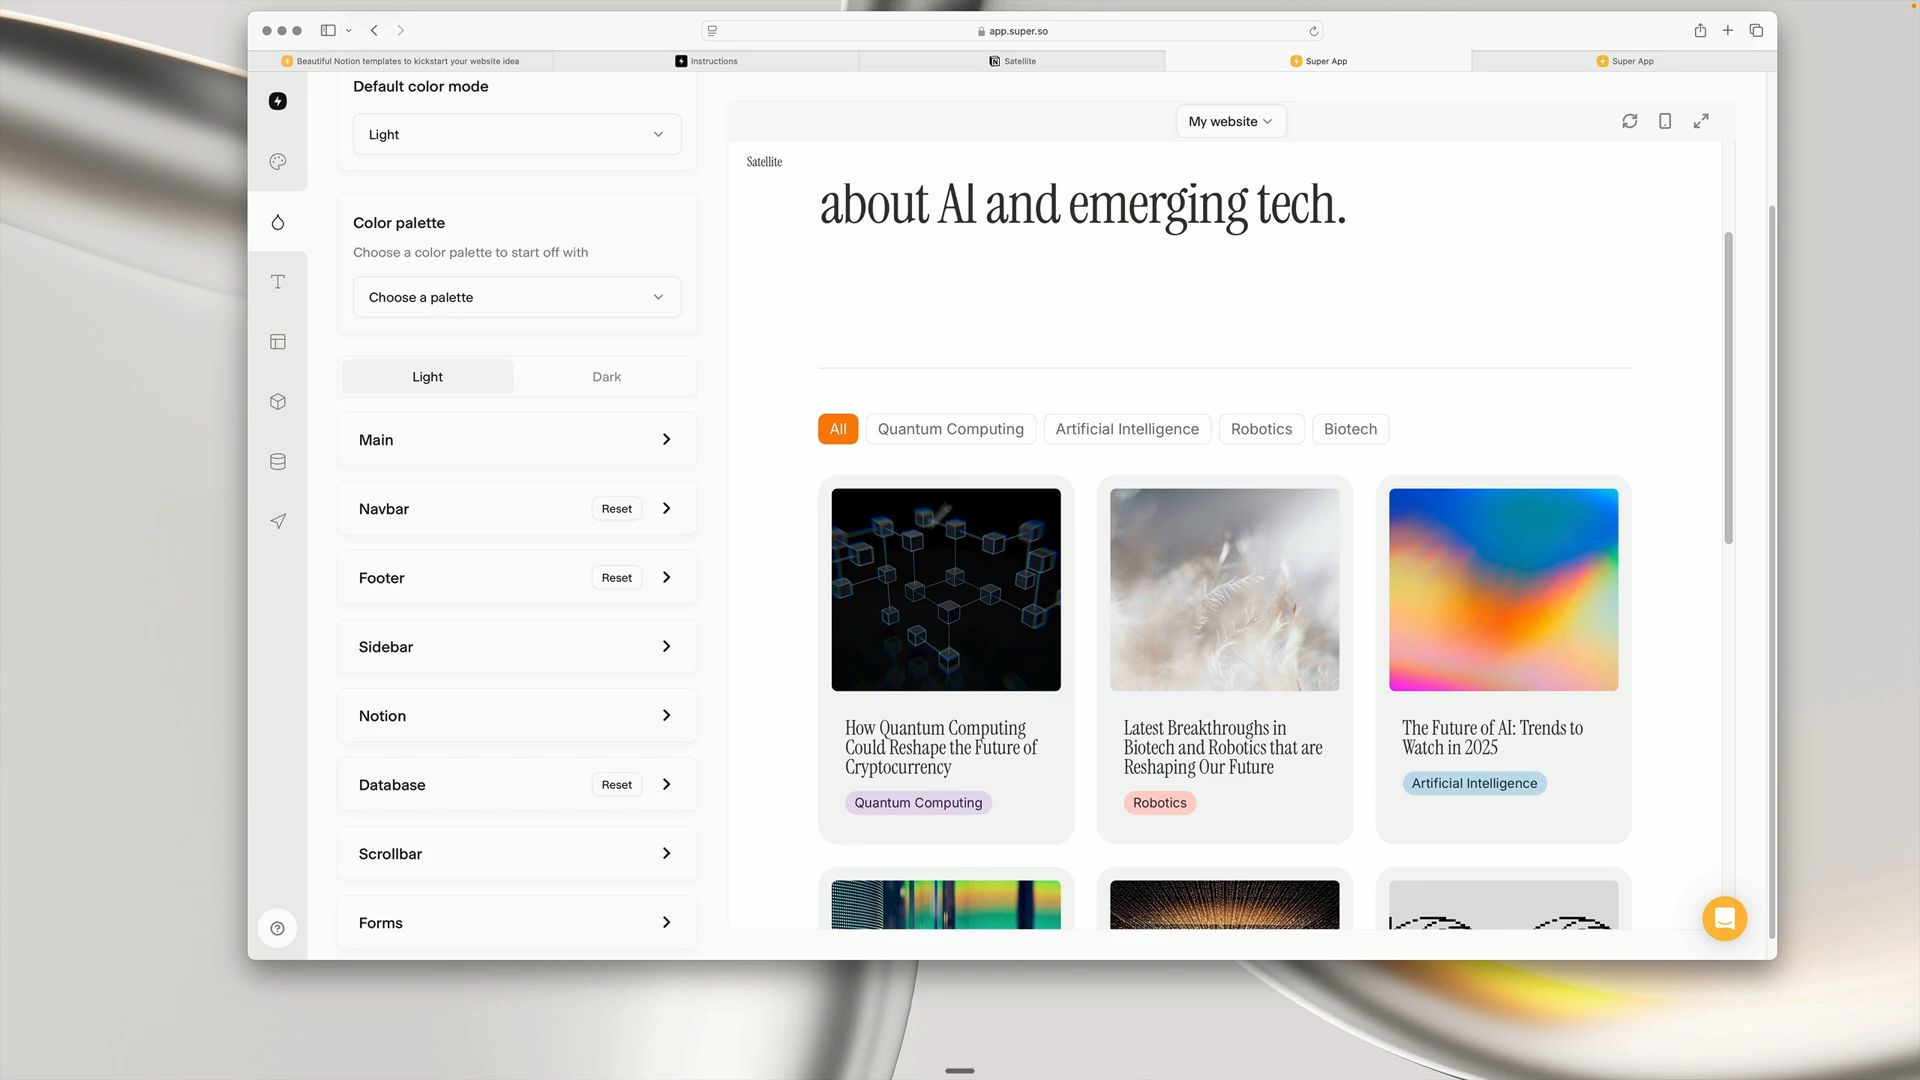 app.super.so
Beautiful Notion templates to kickstart your website idea
Instructions
Satellite
Super App
Super App
Default color mode
Light
Color palette
Choose a color palette to start off with
Choose a palette
Light
Dark
Main
Navbar
Reset
Footer
Reset
Sidebar
Notion
Database
Reset
Scrollbar
Forms
My website
Satellite
about AI and emerging tech.
All
Quantum Computing
Artificial Intelligence
Robotics
Biotech
How Quantum Computing
Could Reshape the Future of
Cryptocurrency
Quantum Computing
Latest Breakthroughs in
Biotech and Robotics that are
Reshaping Our Future
Robotics
The Future of AI: Trends to
Watch in 2025
Artificial Intelligence